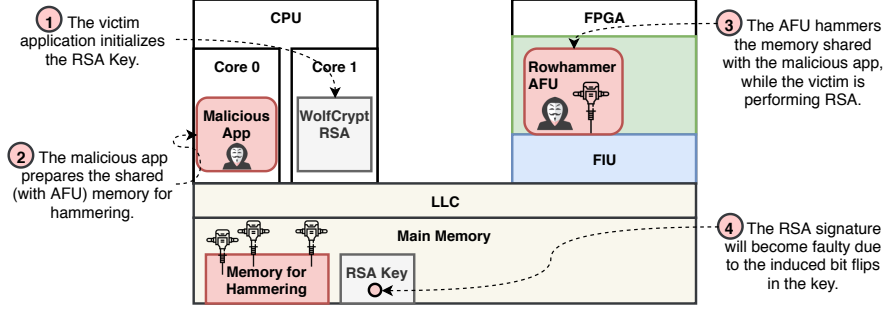 1 The victim
application initializes
the RSA Key.
CPU
Core 0
Core 1
Malicious
App
WolfCrypt
RSA
2 The malicious app
prepares the shared
(with AFU) memory for
hammering.
FPGA
Rowhammer
AFU
FIU
3 The AFU hammers
the memory shared
with the malicious app,
while the victim is
performing RSA.
LLC
Main Memory
Memory for
Hammering
RSA Key
4 The RSA signature
will become faulty due
to the induced bit flips
in the key.